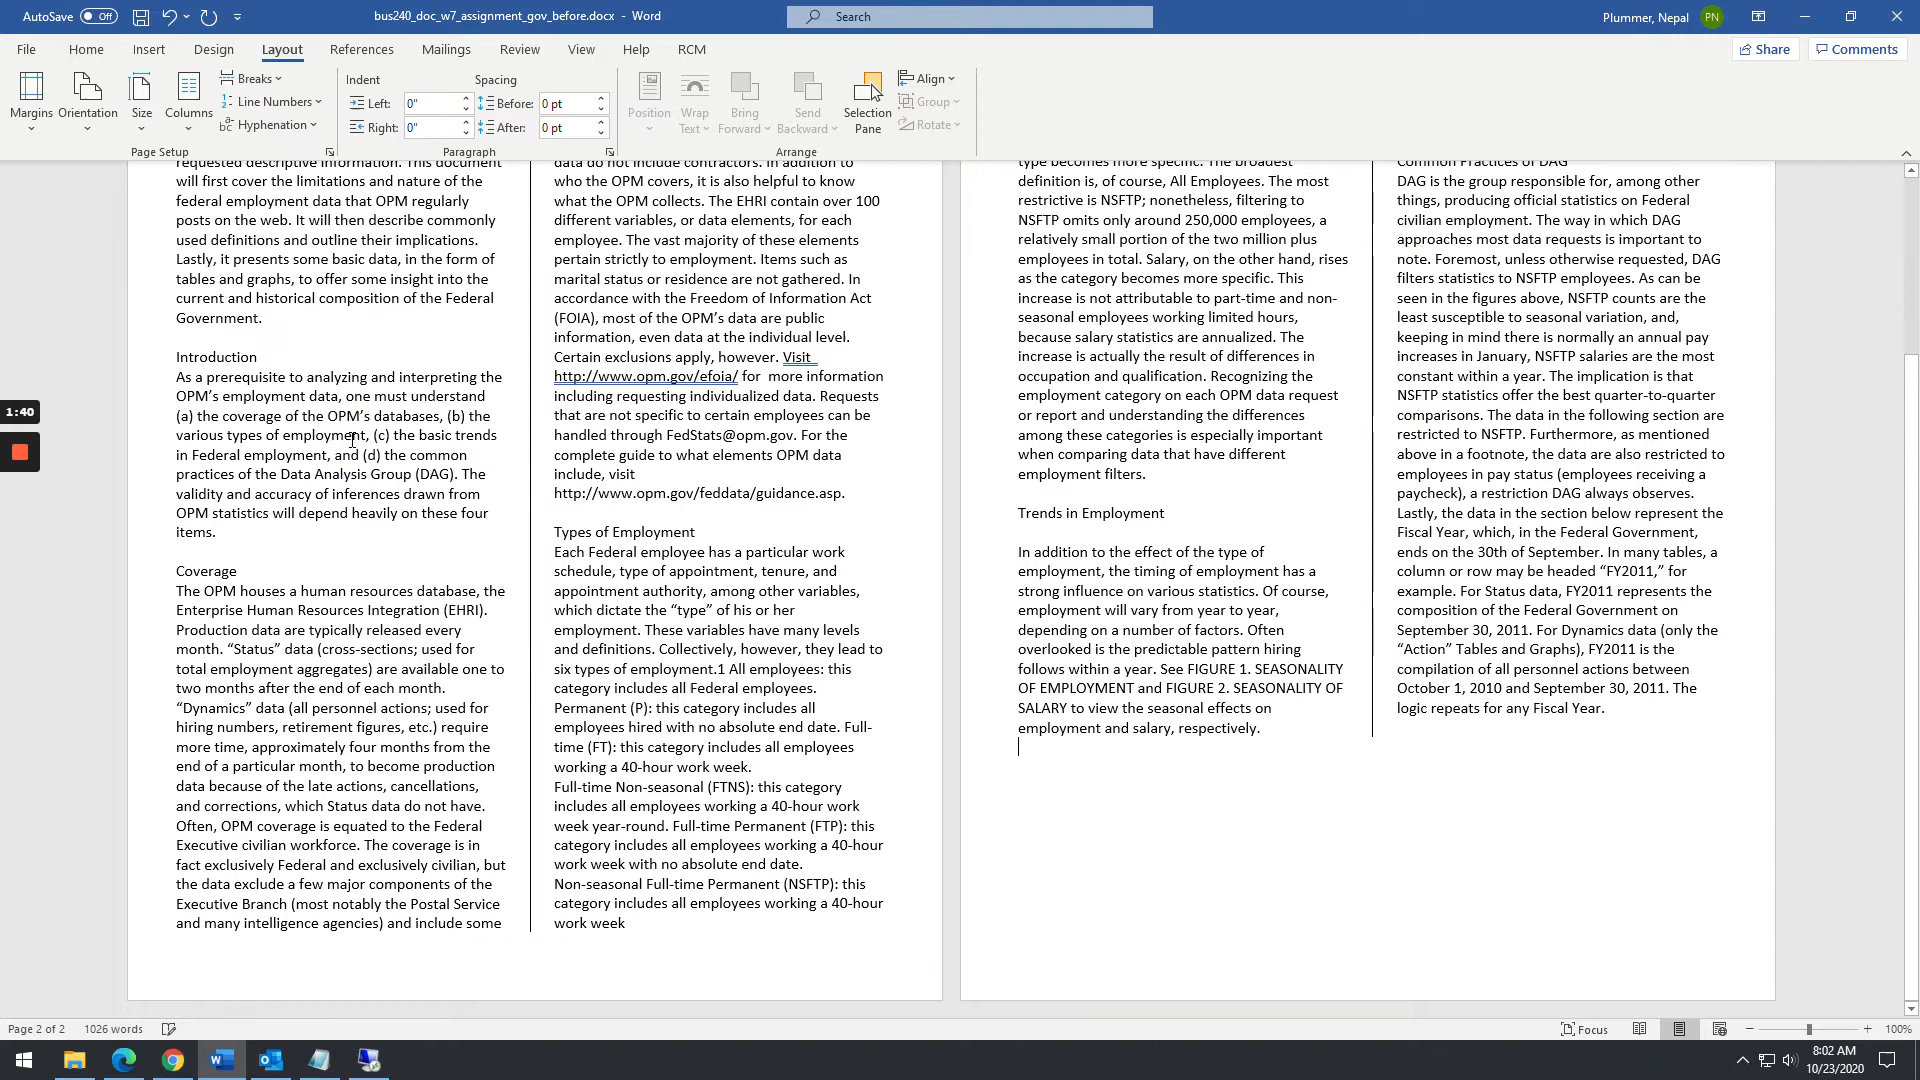 AutoSave Off
bus240_doc_w7_assignment_gov_before.docx - Word
Search
Plummer, Nepal PN
File Home Insert Design Layout References Mailings Review View Help RCM
Share Comments
Margins
Orientation
Size
Columns
Breaks
Line Numbers
Hyphenation
Page Setup
Indent
Left: 0"
Right: 0"
Spacing
Before: 0 pt
After: 0 pt
Paragraph
Position
Wrap
Text
Bring
Forward
Send
Backward
Selection
Pane
Align
Group
Rotate
Arrange
1:40
requested descriptive information. This document
will first cover the limitations and nature of the
federal employment data that OPM regularly
posts on the web. It will then describe commonly
used definitions and outline their implications.
Lastly, it presents some basic data, in the form of
tables and graphs, to offer some insight into the
current and historical composition of the Federal
Government.
Introduction
As a prerequisite to analyzing and interpreting the
OPM’s employment data, one must understand
(a) the coverage of the OPM’s databases, (b) the
various types of employment, (c) the basic trends
in Federal employment, and (d) the common
practices of the Data Analysis Group (DAG). The
validity and accuracy of inferences drawn from
OPM statistics will depend heavily on these four
items.
Coverage
The OPM houses a human resources database, the
Enterprise Human Resources Integration (EHRI).
Production data are typically released every
month. “Status” data (cross-sections; used for
total employment aggregates) are available one to
two months after the end of each month.
“Dynamics” data (all personnel actions; used for
hiring numbers, retirement figures, etc.) require
more time, approximately four months from the
end of a particular month, to become production
data because of the late actions, cancellations,
and corrections, which Status data do not have.
Often, OPM coverage is equated to the Federal
Executive civilian workforce. The coverage is in
fact exclusively Federal and exclusively civilian, but
the data exclude a few major components of the
Executive Branch (most notably the Postal Service
and many intelligence agencies) and include some
data do not include contractors. In addition to
who the OPM covers, it is also helpful to know
what the OPM collects. The EHRI contain over 100
different variables, or data elements, for each
employee. The vast majority of these elements
pertain strictly to employment. Items such as
marital status or residence are not gathered. In
accordance with the Freedom of Information Act
(FOIA), most of the OPM’s data are public
information, even data at the individual level.
Certain exclusions apply, however. Visit
http://www.opm.gov/efoia/ for more information
including requesting individualized data. Requests
that are not specific to certain employees can be
handled through FedStats@opm.gov. For the
complete guide to what elements OPM data
include, visit
http://www.opm.gov/feddata/guidance.asp.
Types of Employment
Each Federal employee has a particular work
schedule, type of appointment, tenure, and
appointment authority, among other variables,
which dictate the “type” of his or her
employment. These variables have many levels
and definitions. Collectively, however, they lead to
six types of employment.1 All employees: this
category includes all Federal employees.
Permanent (P): this category includes all
employees hired with no absolute end date. Full-
time (FT): this category includes all employees
working a 40-hour work week.
Full-time Non-seasonal (FTNS): this category
includes all employees working a 40-hour work
week year-round. Full-time Permanent (FTP): this
category includes all employees working a 40-hour
work week with no absolute end date.
Non-seasonal Full-time Permanent (NSFTP): this
category includes all employees working a 40-hour
work week
type becomes more specific. The broadest
definition is, of course, All Employees. The most
restrictive is NSFTP; nonetheless, filtering to
NSFTP omits only around 250,000 employees, a
relatively small portion of the two million plus
employees in total. Salary, on the other hand, rises
as the category becomes more specific. This
increase is not attributable to part-time and non-
seasonal employees working limited hours,
because salary statistics are annualized. The
increase is actually the result of differences in
occupation and qualification. Recognizing the
employment category on each OPM data request
or report and understanding the differences
among these categories is especially important
when comparing data that have different
employment filters.
Trends in Employment
In addition to the effect of the type of
employment, the timing of employment has a
strong influence on various statistics. Of course,
employment will vary from year to year,
depending on a number of factors. Often
overlooked is the predictable pattern hiring
follows within a year. See FIGURE 1. SEASONALITY
OF EMPLOYMENT and FIGURE 2. SEASONALITY OF
SALARY to view the seasonal effects on
employment and salary, respectively.
Common Practices of DAG
DAG is the group responsible for, among other
things, producing official statistics on Federal
civilian employment. The way in which DAG
approaches most data requests is important to
note. Foremost, unless otherwise requested, DAG
filters statistics to NSFTP employees. As can be
seen in the figures above, NSFTP counts are the
least susceptible to seasonal variation, and,
keeping in mind there is normally an annual pay
increases in January, NSFTP salaries are the most
constant within a year. The implication is that
NSFTP statistics offer the best quarter-to-quarter
comparisons. The data in the following section are
restricted to NSFTP. Furthermore, as mentioned
above in a footnote, the data are also restricted to
employees in pay status (employees receiving a
paycheck), a restriction DAG always observes.
Lastly, the data in the section below represent the
Fiscal Year, which, in the Federal Government,
ends on the 30th of September. In many tables, a
column or row may be headed “FY2011,” for
example. For Status data, FY2011 represents the
composition of the Federal Government on
September 30, 2011. For Dynamics data (only the
“Action” Tables and Graphs), FY2011 is the
compilation of all personnel actions between
October 1, 2010 and September 30, 2011. The
logic repeats for any Fiscal Year.
Page 2 of 2 1026 words
Focus
100%
8:02 AM
10/23/2020